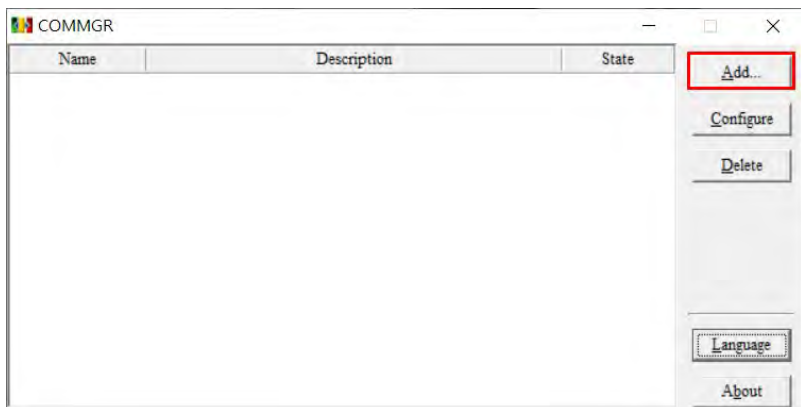 COMMGR
Name Description State
Add...
Configure
Delete
Language
About